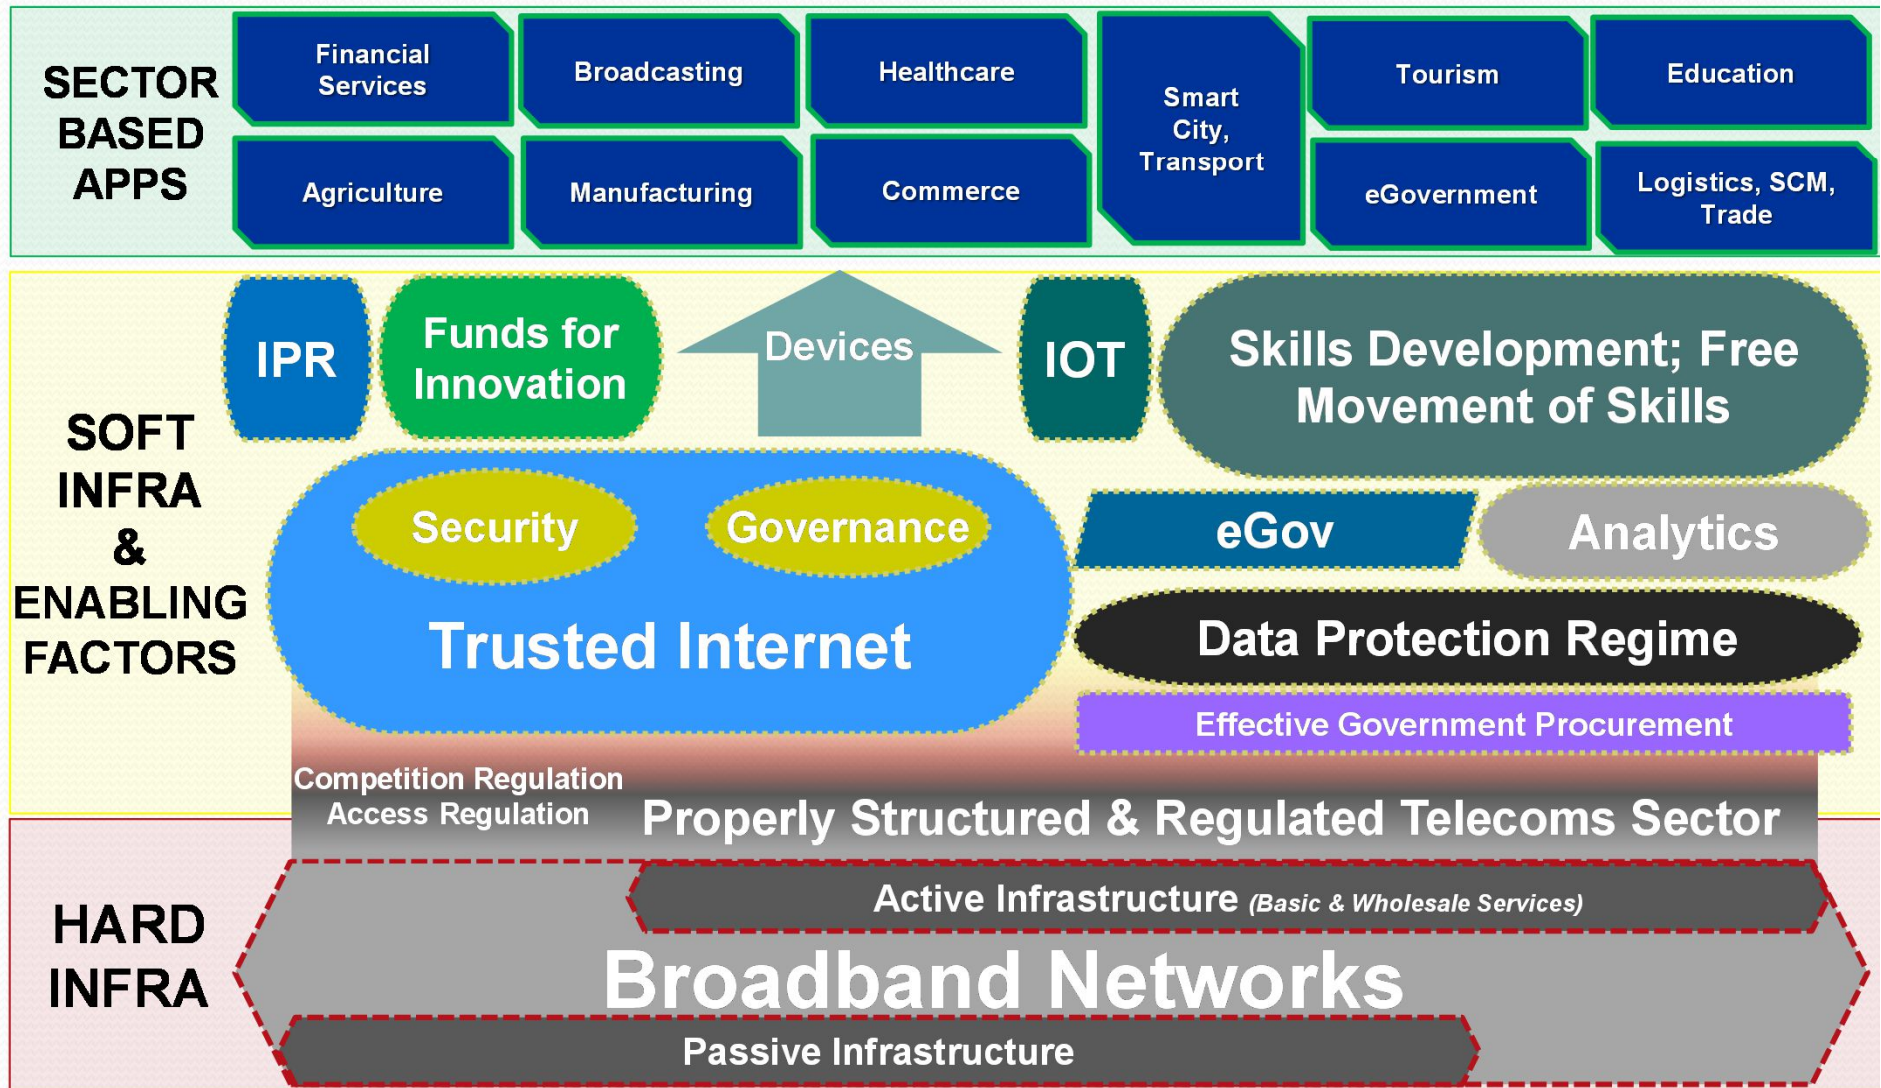 SECTOR
BASED
APPS
Financial
Services
Broadcasting
Healthcare
Smart
City,
Transport
Tourism
Education
Agriculture
Manufacturing
Commerce
eGovernment
Logistics, SCM,
Trade
SOFT
INFRA
&
ENABLING
FACTORS
IPR
Funds for
Innovation
Devices
IOT
Skills Development; Free
Movement of Skills
Security
Governance
Trusted Internet
eGov
Analytics
Data Protection Regime
Effective Government Procurement
Competition Regulation
Access Regulation
Properly Structured & Regulated Telecoms Sector
HARD
INFRA
Active Infrastructure (Basic & Wholesale Services)
Broadband Networks
Passive Infrastructure